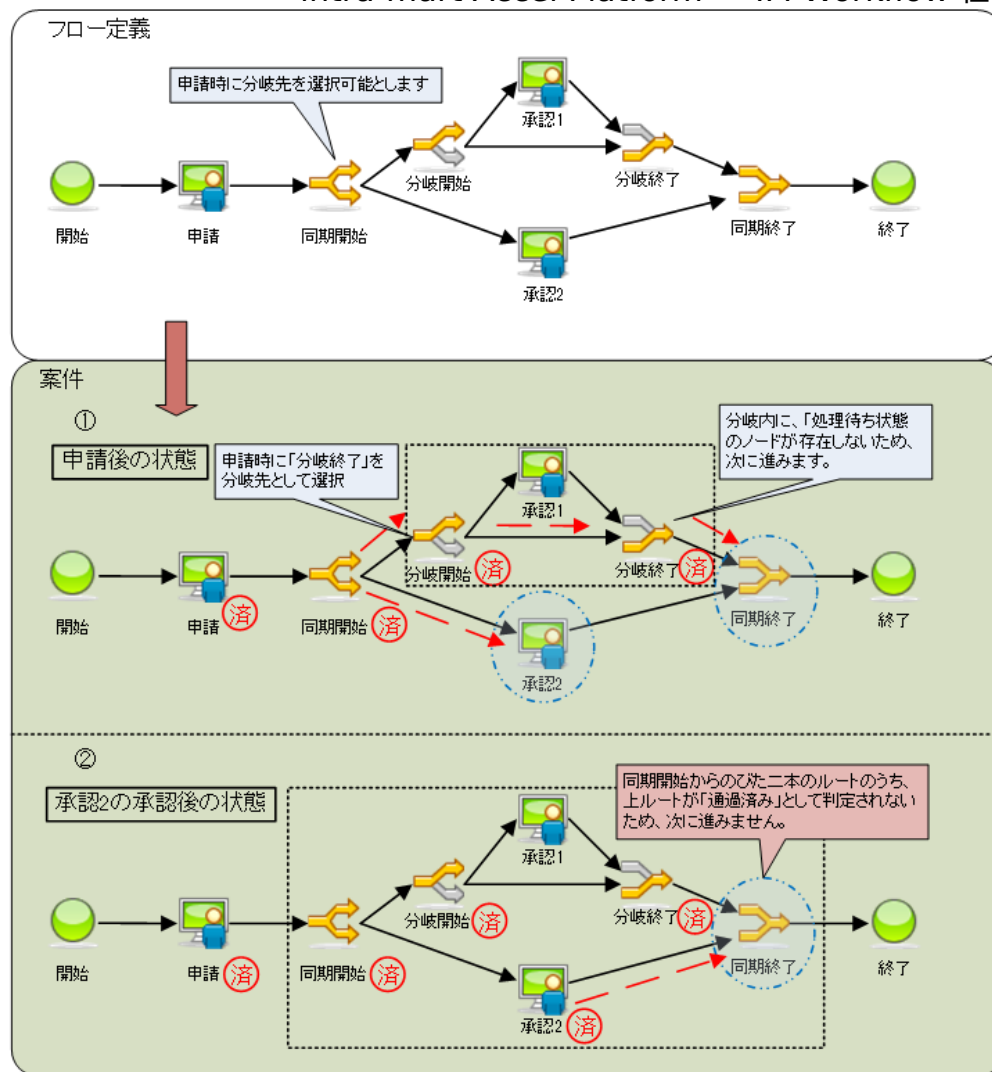 フロー定義
申請時に分岐先を選択可能とします
承認1
分岐開始
分岐終了
開始
申請
同期開始
同期終了
終了
承認2
案件
①
申請後の状態
申請時に「分岐終了」を
分岐先として選択
分岐内に、「処理待ち状態
のノードが存在しないため、
次に進みます。
承認1
分岐開始 済
分岐終了 済
開始
申請 済
同期開始 済
同期終了
終了
承認2
②
承認2の承認後の状態
同期開始からのびた二本のルートのうち、
上ルートが「通過済み」として判定されない
ため、次に進みません。
承認1
分岐開始 済
分岐終了 済
開始
申請 済
同期開始 済
同期終了
終了
承認2 済